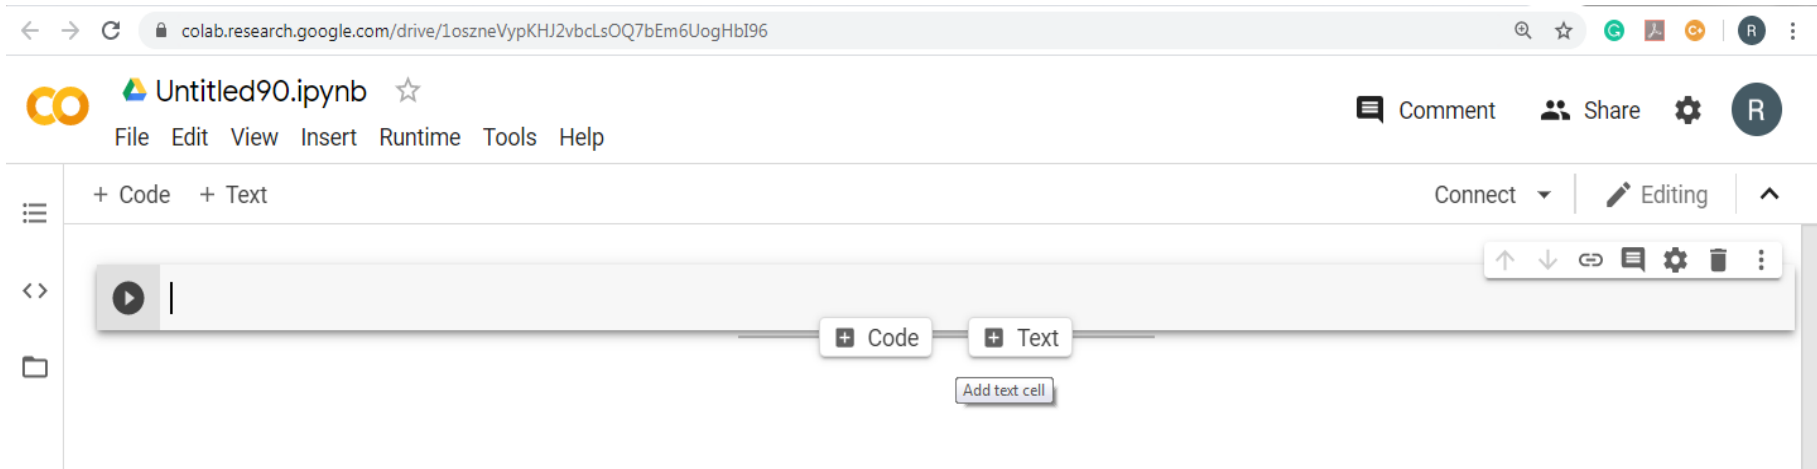 colab.research.google.com/drive/1oszneVypKHJ2vbcLsOQ7bEm6UogHbI96
R
CO
Untitled90.ipynb
File Edit View Insert Runtime Tools Help
Comment Share R
+ Code + Text
Connect Editing
Code Text
Add text cell